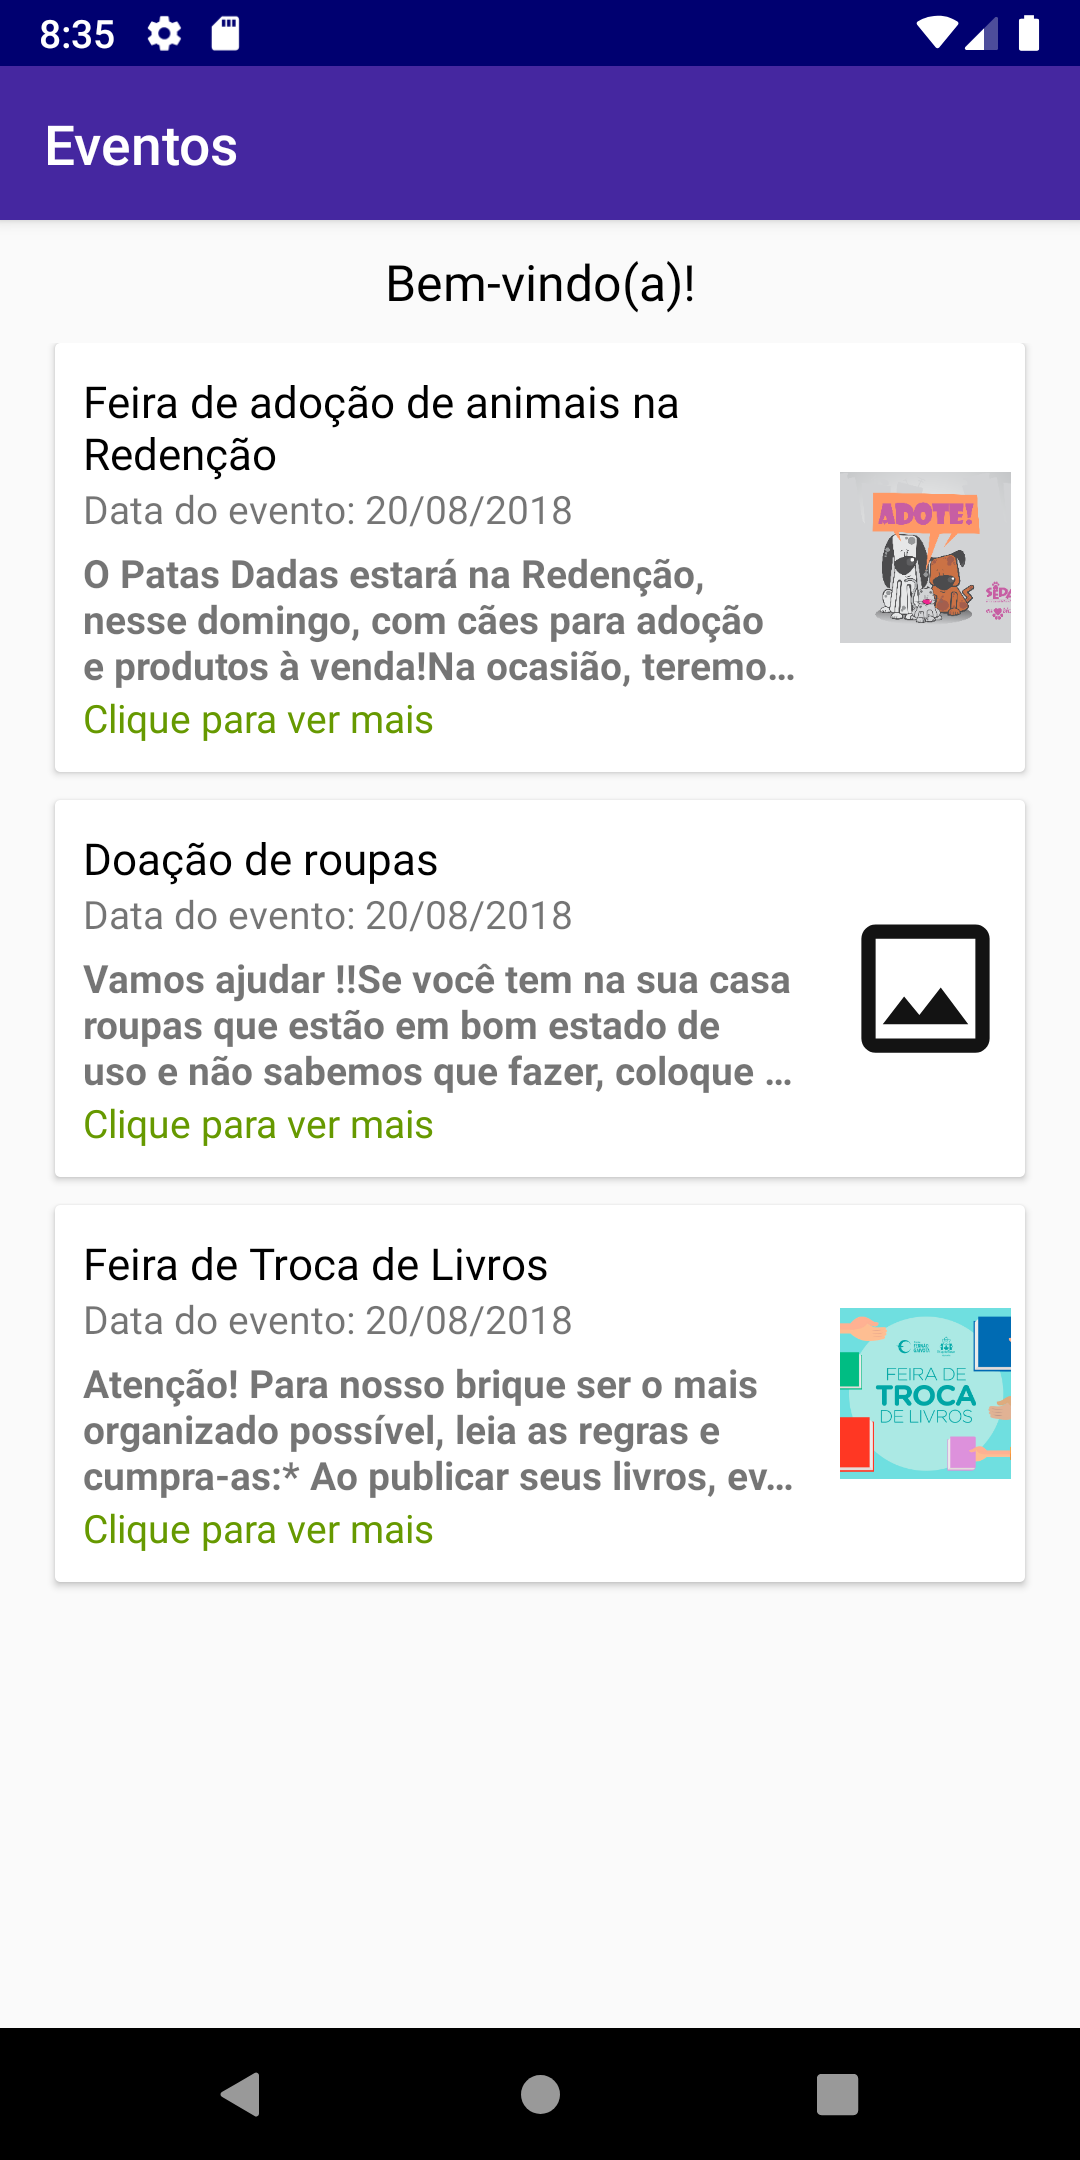 8:35
Eventos
Bem-vindo(a)!
Feira de adoção de animais na
Redenção
Data do evento: 20/08/2018
ADOTE!
O Patas Dadas estará na Redenção,
nesse domingo, com cães para adoção
e produtos à venda!Na ocasião, teremo...
Clique para ver mais
Doação de roupas
Data do evento: 20/08/2018
Vamos ajudar !!Se você tem na sua casa
roupas que estão em bom estado de
uso e não sabemos que fazer, coloque ...
Clique para ver mais
Feira de Troca de Livros
Data do evento: 20/08/2018
FEIRA DE
TROCA
DE LIVROS
Atenção! Para nosso brique ser o mais
organizado possível, leia as regras e
cumpra-as:* Ao publicar seus livros, ev...
Clique para ver mais